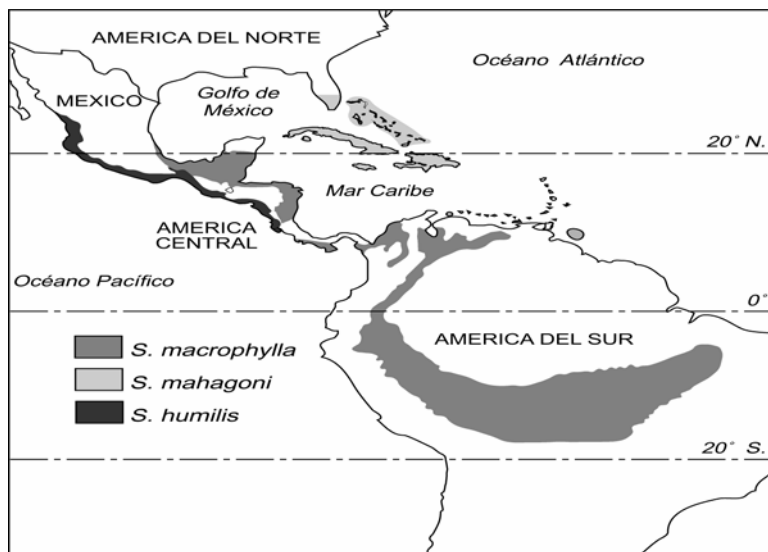 AMERICA DEL NORTE
Océano Atlántico
Golfo de
México
MEXICO
20° N.
Mar Caribe
AMERICA
CENTRAL
Océano Pacífico
0°
AMERICA DEL SUR
S. macrophylla
S. mahagoni
S. humilis
20° S.